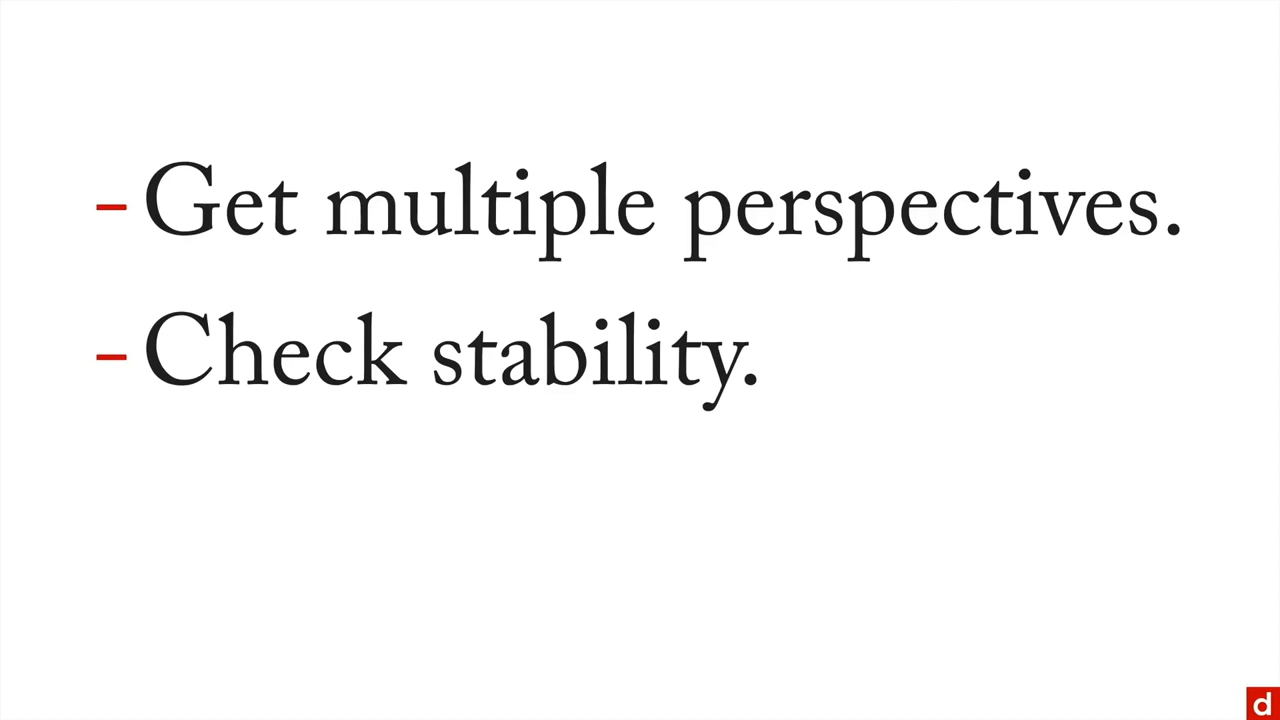 - Get multiple perspectives.
- Check stability.
d